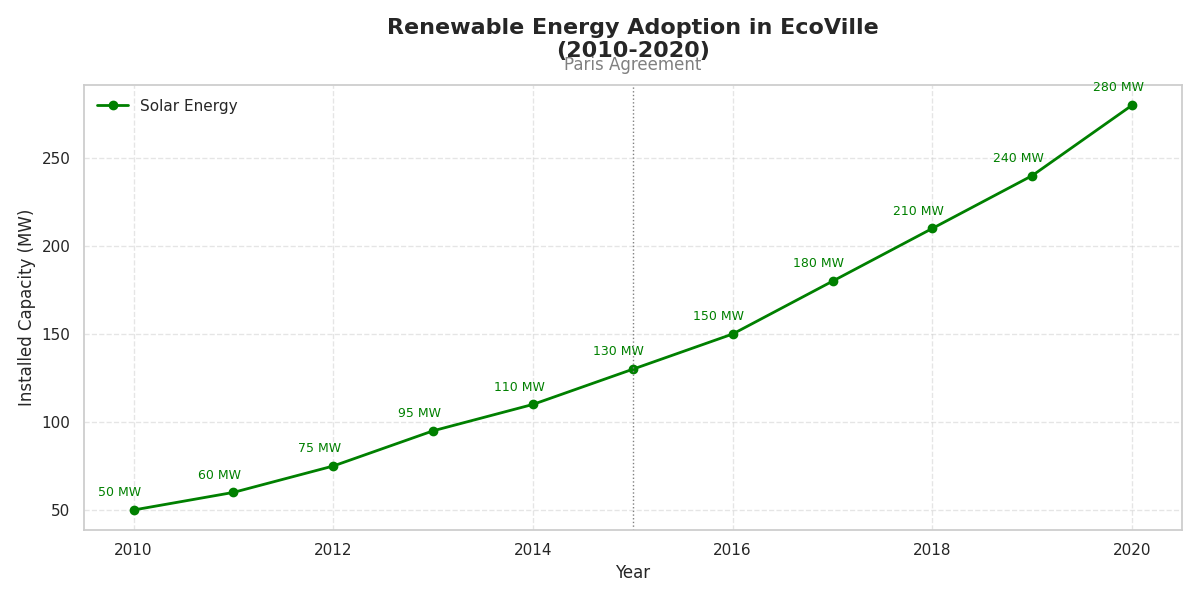 Renewable Energy Adoption in EcoVille
(2010-2020)
Paris Agreement
Solar Energy
280 MW
240 MW
210 MW
180 MW
150 MW
130 MW
110 MW
95 MW
75 MW
60 MW
50 MW
250
200
150
100
50
Installed Capacity (MW)
2010 2012 2014 2016 2018 2020
Year